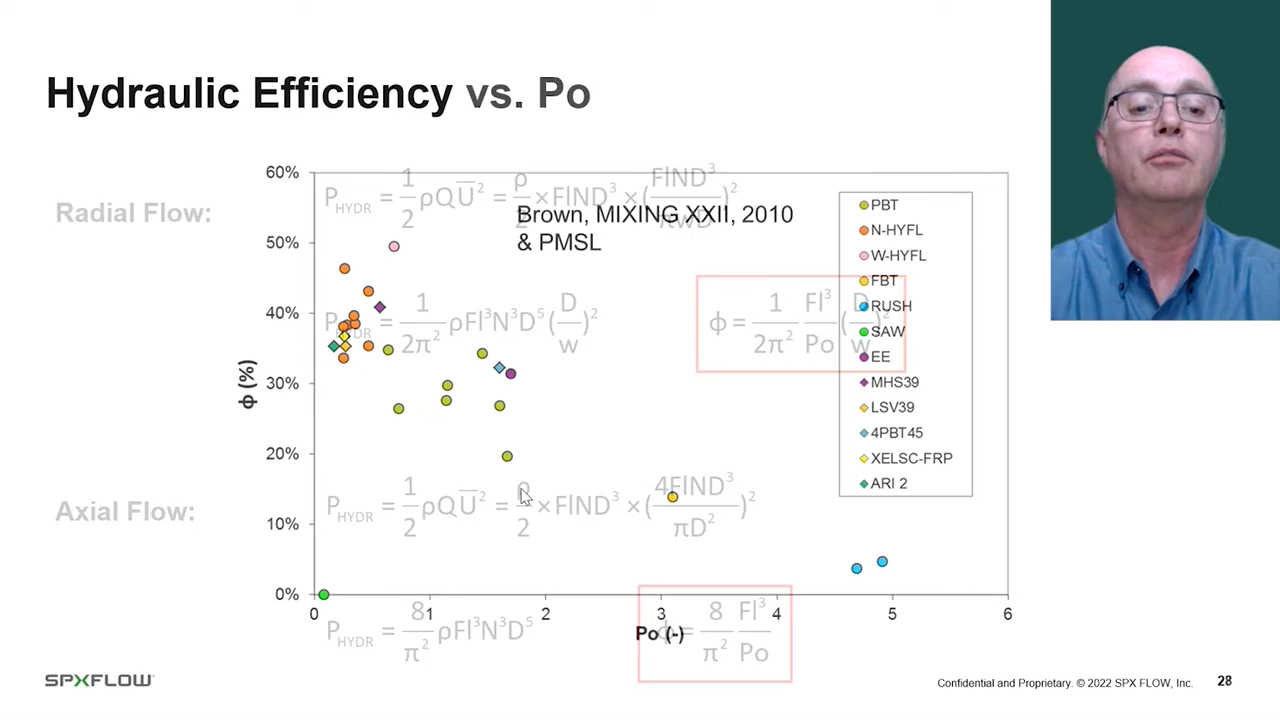 Hydraulic Efficiency vs. Po
Radial Flow:
P_HYDR = 1/2 ρQU̅² = ρ/2 × FlND³ × (FlND³/πwD)²
Brown, MIXING XXII, 2010
& PMSL
P_HYDR = 1/2π² ρFl³N³D⁵(D/w)²
ϕ = 1/2π² Fl³/Po (D/w)²
Axial Flow:
P_HYDR = 1/2 ρQU̅² = ρ/2 × FlND³ × (4FlND³/πD²)²
P_HYDR = 8/π² ρFl³N³D⁵
ϕ = 8/π² Fl³/Po
ϕ (%)
60%
50%
40%
30%
20%
10%
0%
0 1 2 3 4 5 6
Po (-)
PBT
N-HYFL
W-HYFL
FBT
RUSH
SAW
EE
MHS39
LSV39
4PBT45
XELSC-FRP
ARI 2
SPXFLOW
Confidential and Proprietary. © 2022 SPX FLOW, Inc. 28